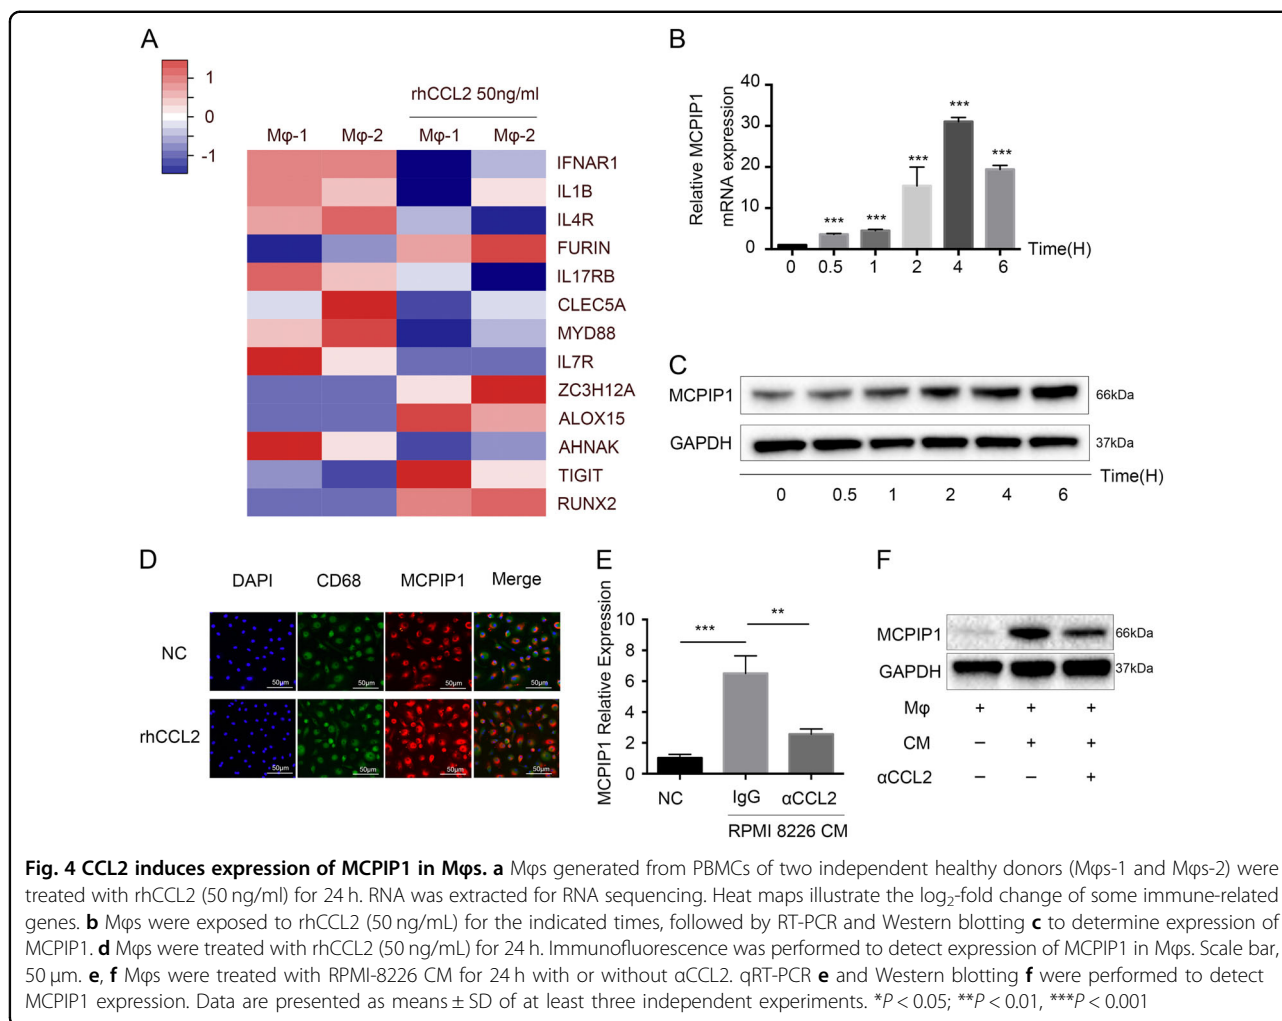 A
1
0
-1
rhCCL2 50ng/ml
Mφ-1 Mφ-2 Mφ-1 Mφ-2
IFNAR1
IL1B
IL4R
FURIN
IL17RB
CLEC5A
MYD88
IL7R
ZC3H12A
ALOX15
AHNAK
TIGIT
RUNX2
B
Relative MCPIP1
mRNA expression
40
30
20
10
0
*** *** *** *** ***
0 0.5 1 2 4 6
Time(H)
C
MCPIP1 66kDa
GAPDH 37kDa
Time(H)
0 0.5 1 2 4 6
D
DAPI CD68 MCPIP1 Merge
NC
50μm 50μm 50μm 50μm
rhCCL2
50μm 50μm 50μm 50μm
E
MCPIP1 Relative Expression
10
8
6
4
2
0
*** **
NC IgG αCCL2
RPMI 8226 CM
F
MCPIP1 66kDa
GAPDH 37kDa
Mφ + + +
CM − + +
αCCL2 − − +
Fig. 4 CCL2 induces expression of MCPIP1 in Mφs. a Mφs generated from PBMCs of two independent healthy donors (Mφs-1 and Mφs-2) were
treated with rhCCL2 (50 ng/ml) for 24 h. RNA was extracted for RNA sequencing. Heat maps illustrate the log₂-fold change of some immune-related
genes. b Mφs were exposed to rhCCL2 (50 ng/mL) for the indicated times, followed by RT-PCR and Western blotting c to determine expression of
MCPIP1. d Mφs were treated with rhCCL2 (50 ng/mL) for 24 h. Immunofluorescence was performed to detect expression of MCPIP1 in Mφs. Scale bar,
50 μm. e, f Mφs were treated with RPMI-8226 CM for 24 h with or without αCCL2. qRT-PCR e and Western blotting f were performed to detect
MCPIP1 expression. Data are presented as means ± SD of at least three independent experiments. *P < 0.05; **P < 0.01, ***P < 0.001